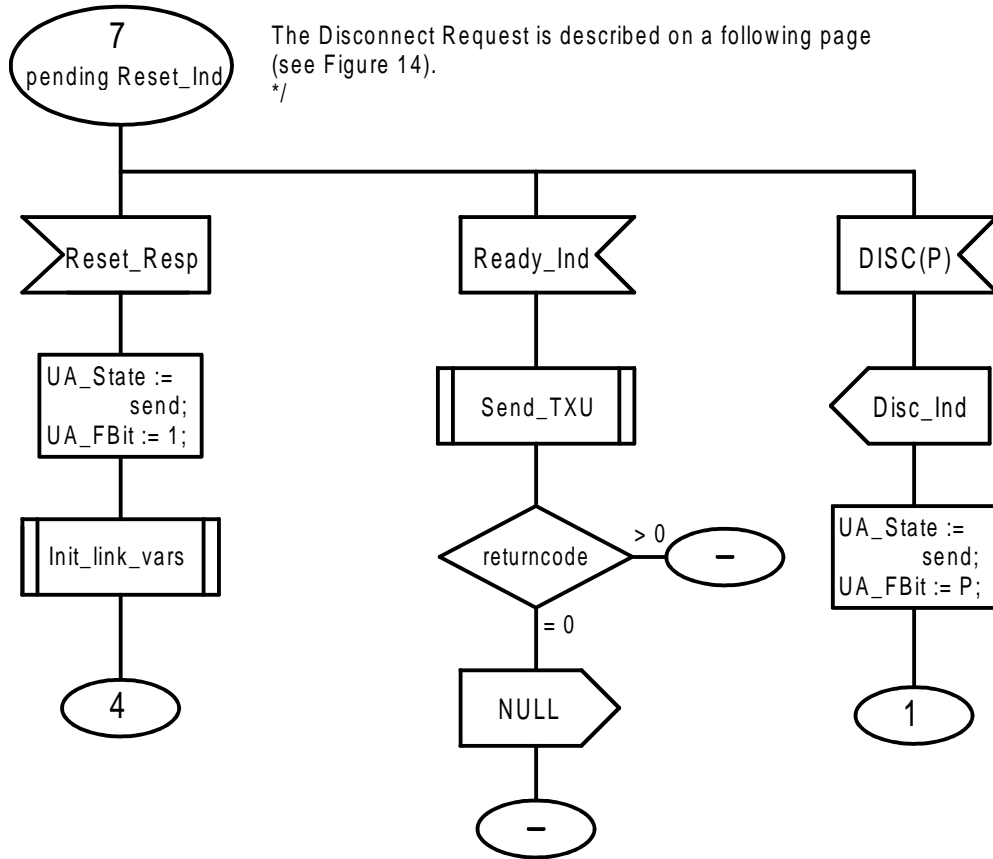 7
pending Reset_Ind
The Disconnect Request is described on a following page
(see Figure 14).
*/
Reset_Resp
Ready_Ind
DISC(P)
UA_State :=
send;
UA_FBit := 1;
Send_TXU
Disc_Ind
Init_link_vars
returncode
> 0
–
= 0
UA_State :=
send;
UA_FBit := P;
4
NULL
1
–